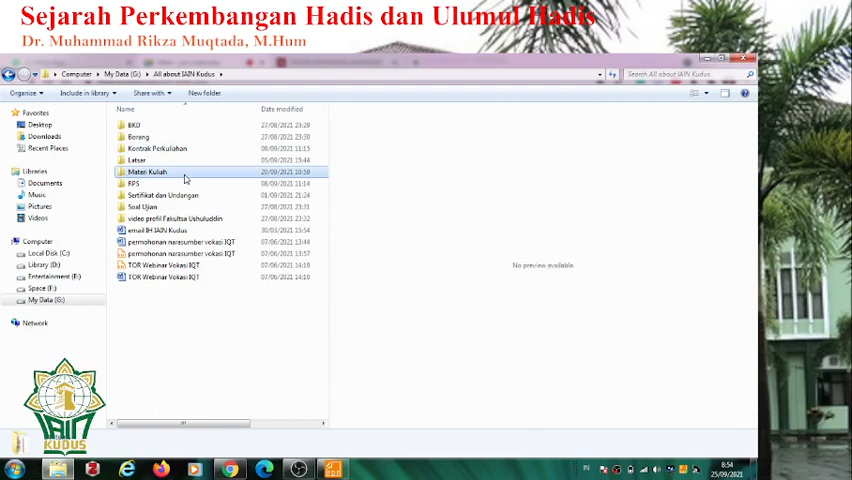 Sejarah Perkembangan Hadis dan Ulumul Hadis
Dr. Muhammad Rikza Muqtada, M.Hum
Computer ▸ My Data (G:) ▸ All about IAIN Kudus ▸
Search All about IAIN Kudus
Organize ▾ Include in library ▾ Share with ▾ New folder
Favorites
Desktop
Downloads
Recent Places
Libraries
Documents
Music
Pictures
Videos
Computer
Local Disk (C:)
Library (D:)
Entertainment (E:)
Space (F:)
My Data (G:)
Network
Name Date modified
BKD 27/08/2021 23:29
Borang 27/08/2021 23:30
Kontrak Perkuliahan 08/09/2021 11:15
Latsar 05/09/2021 15:44
Materi Kuliah 20/09/2021 10:59
RPS 08/09/2021 11:14
Sertifikat dan Undangan 01/09/2021 21:24
Soal Ujian 27/08/2021 23:31
video profil Fakultsa Ushuluddin 27/08/2021 23:32
email IH IAIN Kudus 30/03/2021 15:54
permohonan narasumber vokasi IQT 07/06/2021 13:44
permohonan narasumber vokasi IQT 07/06/2021 13:57
TOR Webinar Vokasi IQT 07/06/2021 14:10
TOR Webinar Vokasi IQT 07/06/2021 14:10
No preview available.
IAIN
KUDUS
IN
8:54
25/09/2021